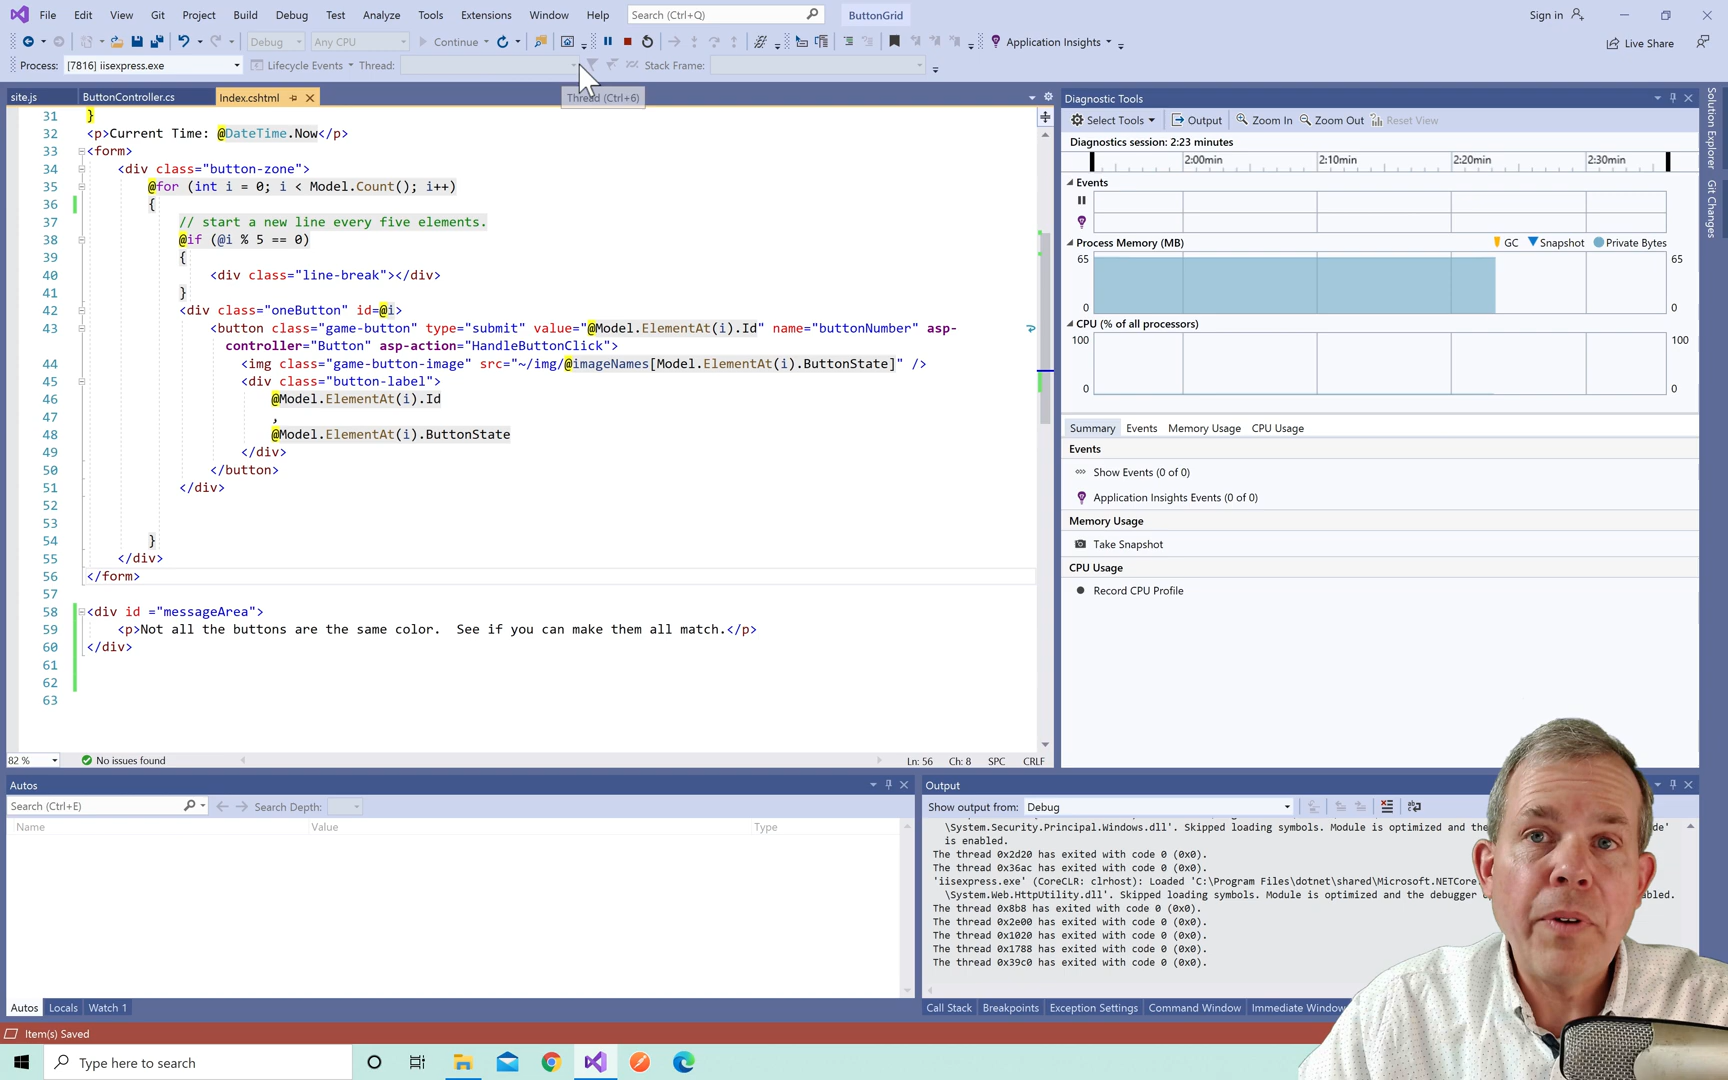 File Edit View Git Project Build Debug Test Analyze Tools Extensions Window Help Search (Ctrl+Q) ButtonGrid Sign in
Debug Any CPU Continue Application Insights Live Share
Process: [7816] iisexpress.exe Lifecycle Events Thread: Stack Frame:
site.js ButtonController.cs Index.cshtml Thread (Ctrl+6)
31 }
32 <p>Current Time: @DateTime.Now</p>
33 <form>
34 <div class="button-zone">
35 @for (int i = 0; i < Model.Count(); i++)
36 {
37 // start a new line every five elements.
38 @if (@i % 5 == 0)
39 {
40 <div class="line-break"></div>
41 }
42 <div class="oneButton" id=@i>
43 <button class="game-button" type="submit" value="@Model.ElementAt(i).Id" name="buttonNumber" asp-
controller="Button" asp-action="HandleButtonClick">
44 <img class="game-button-image" src="~/img/@imageNames[Model.ElementAt(i).ButtonState]" />
45 <div class="button-label">
46 @Model.ElementAt(i).Id
47 ,
48 @Model.ElementAt(i).ButtonState
49 </div>
50 </button>
51 </div>
52
53
54 }
55 </div>
56 </form>
57
58 <div id ="messageArea">
59 <p>Not all the buttons are the same color.  See if you can make them all match.</p>
60 </div>
61
62
63
82 % No issues found Ln: 56 Ch: 8 SPC CRLF
Diagnostic Tools
Select Tools Output Zoom In Zoom Out Reset View
Diagnostics session: 2:23 minutes
2:00min 2:10min 2:20min 2:30min
Events
Process Memory (MB) GC Snapshot Private Bytes
65 65
0 0
CPU (% of all processors)
100 100
0 0
Summary Events Memory Usage CPU Usage
Events
Show Events (0 of 0)
Application Insights Events (0 of 0)
Memory Usage
Take Snapshot
CPU Usage
Record CPU Profile
Solution Explorer
Git Changes
Autos
Search (Ctrl+E) Search Depth:
Name Value Type
Autos Locals Watch 1
Output
Show output from: Debug
\System.Security.Principal.Windows.dll'. Skipped loading symbols. Module is optimized and the
is enabled.
The thread 0x2d20 has exited with code 0 (0x0).
The thread 0x36ac has exited with code 0 (0x0).
'iisexpress.exe' (CoreCLR: clrhost): Loaded 'C:\Program Files\dotnet\shared\Microsoft.NETCore.
\System.Web.HttpUtility.dll'. Skipped loading symbols. Module is optimized and the debugger
The thread 0x8b8 has exited with code 0 (0x0).
The thread 0x2e00 has exited with code 0 (0x0).
The thread 0x1020 has exited with code 0 (0x0).
The thread 0x1788 has exited with code 0 (0x0).
The thread 0x39c0 has exited with code 0 (0x0).
Call Stack Breakpoints Exception Settings Command Window Immediate Window
Item(s) Saved
Type here to search